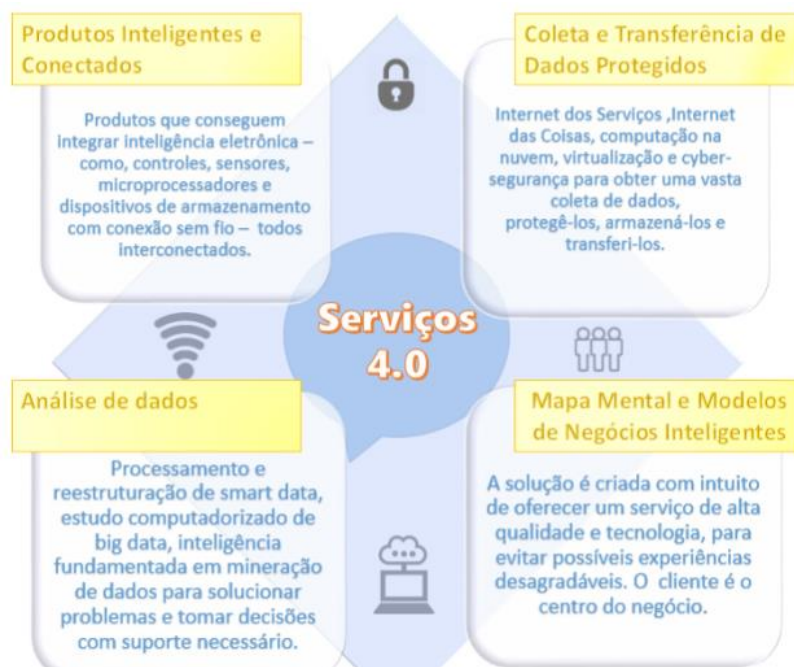 Produtos Inteligentes e
Conectados
Produtos que conseguem
integrar inteligência eletrônica –
como, controles, sensores,
microprocessadores e
dispositivos de armazenamento
com conexão sem fio – todos
interconectados.
Coleta e Transferência de
Dados Protegidos
Internet dos Serviços ,Internet
das Coisas, computação na
nuvem, virtualização e cyber-
segurança para obter uma vasta
coleta de dados,
protegê-los, armazená-los e
transferi-los.
Serviços
4.0
Análise de dados
Processamento e
reestruturação de smart data,
estudo computadorizado de
big data, inteligência
fundamentada em mineração
de dados para solucionar
problemas e tomar decisões
com suporte necessário.
Mapa Mental e Modelos
de Negócios Inteligentes
A solução é criada com intuito
de oferecer um serviço de alta
qualidade e tecnologia, para
evitar possíveis experiências
desagradáveis. O cliente é o
centro do negócio.